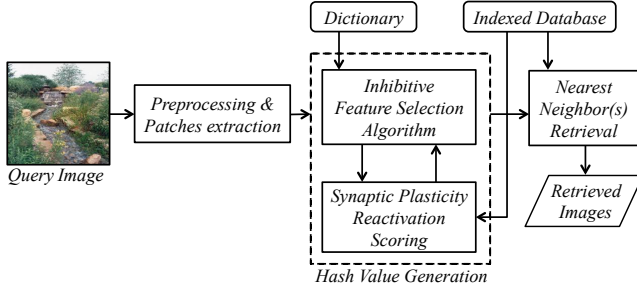 Dictionary
Indexed Database
Query Image
Preprocessing &
Patches extraction
Inhibitive
Feature Selection
Algorithm
Synaptic Plasticity
Reactivation
Scoring
Hash Value Generation
Nearest
Neighbor(s)
Retrieval
Retrieved
Images